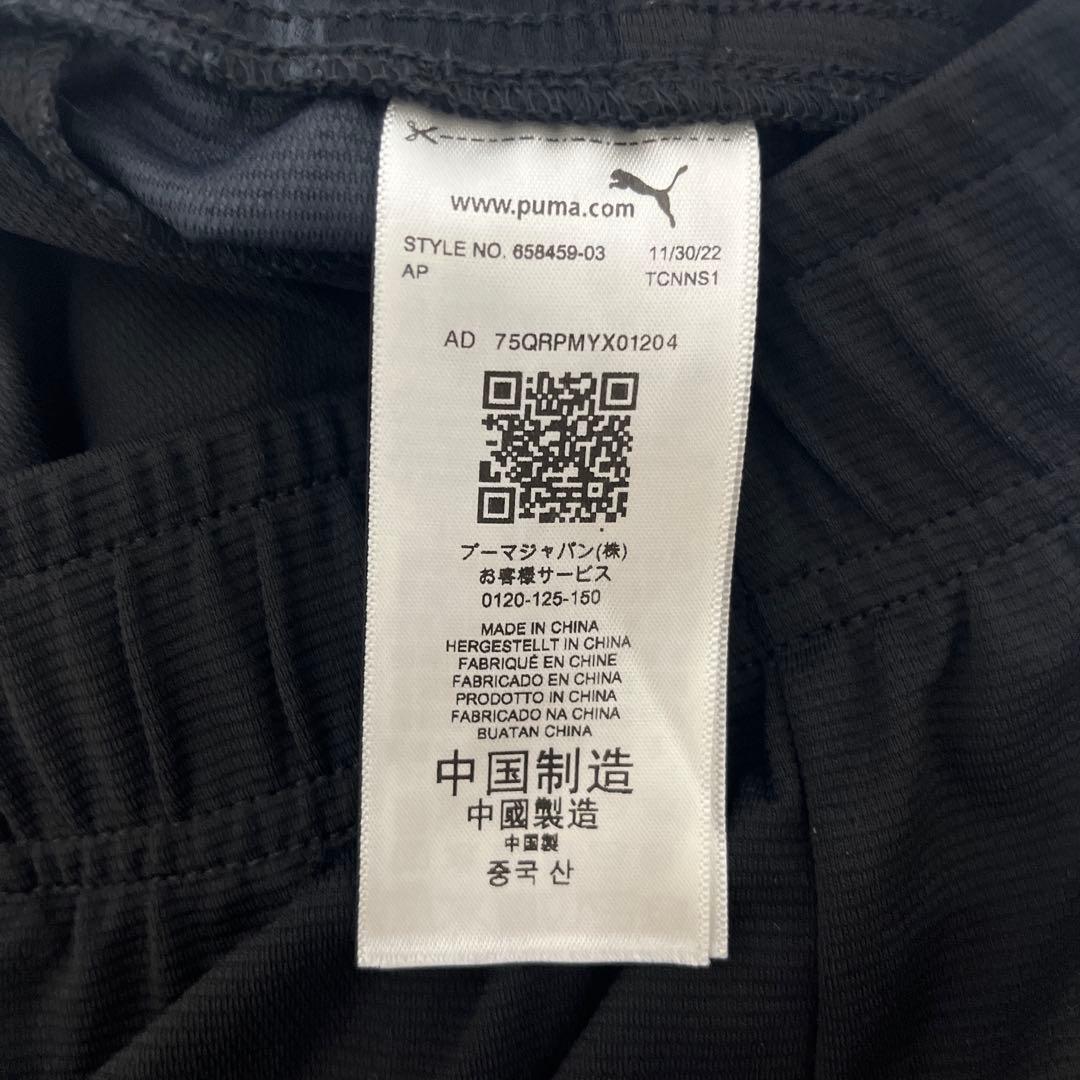 www.puma.com
STYLE NO. 658459-03 11/30/22
AP TCNNS1
AD 75QRPMYX01204
プーマジャパン(株)
お客様サービス
0120-125-150
MADE IN CHINA
HERGESTELLT IN CHINA
FABRIQUÉ EN CHINE
FABRICADO EN CHINA
PRODOTTO IN CHINA
FABRICADO NA CHINA
BUATAN CHINA
中国制造
中國製造
中国製
중국 산